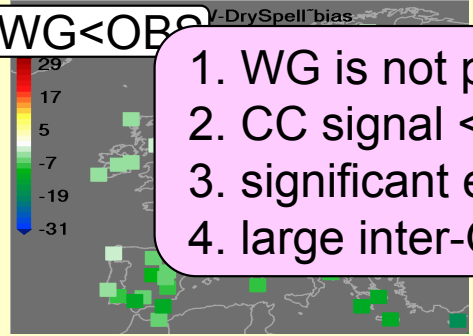 WG<OBS
-DrySpell~bias
29
17
5
-7
-19
-31
1. WG is not
2. CC signal <
3. significant
4. large inter-